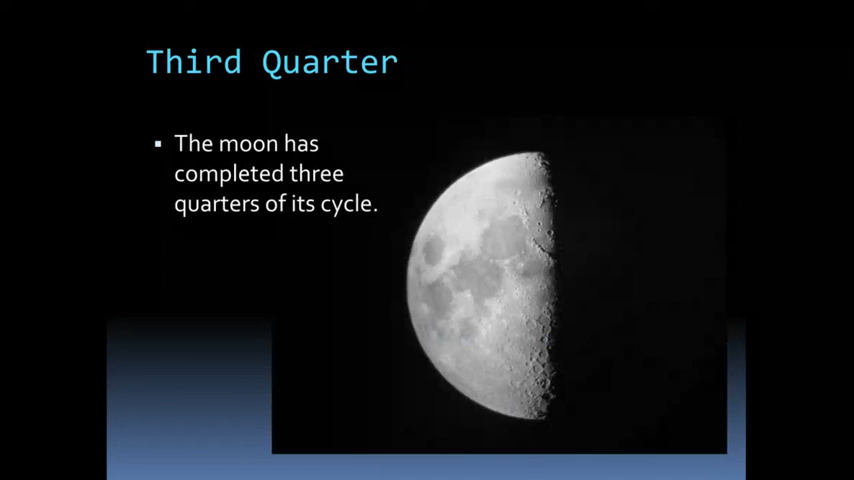 Third Quarter
▪ The moon has
completed three
quarters of its cycle.